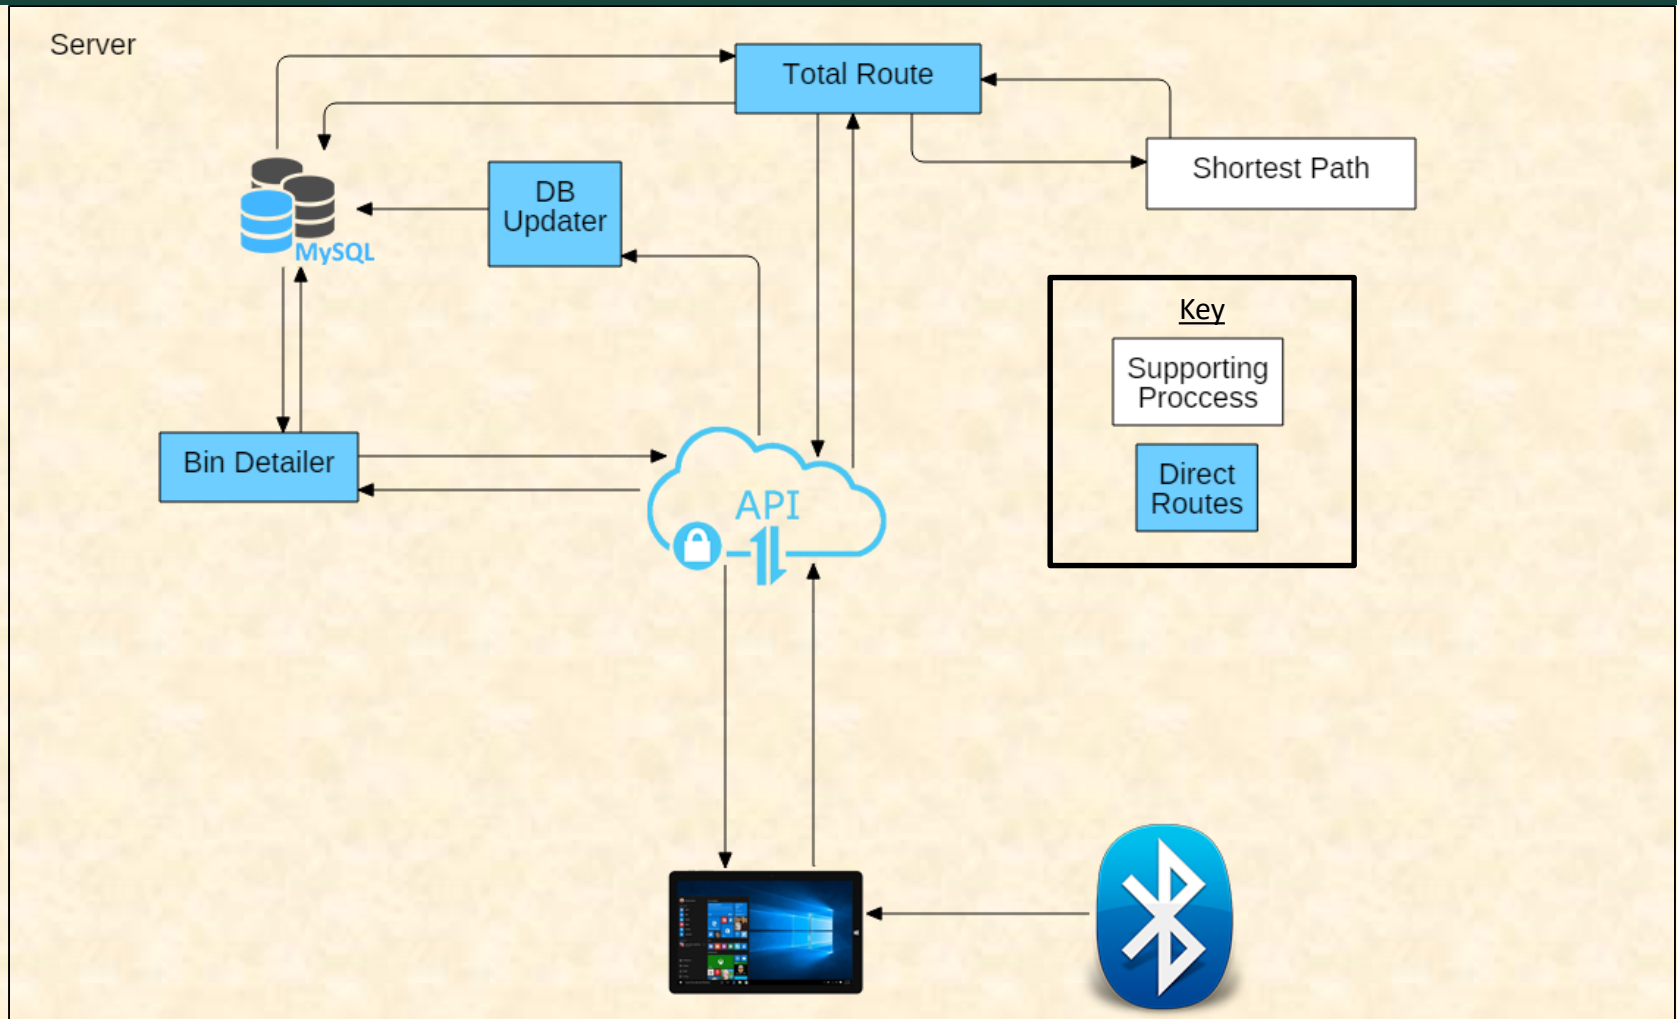 Server
Total Route
Shortest Path
DB
Updater
MySQL
Key
Supporting
Proccess
Direct
Routes
Bin Detailer
API